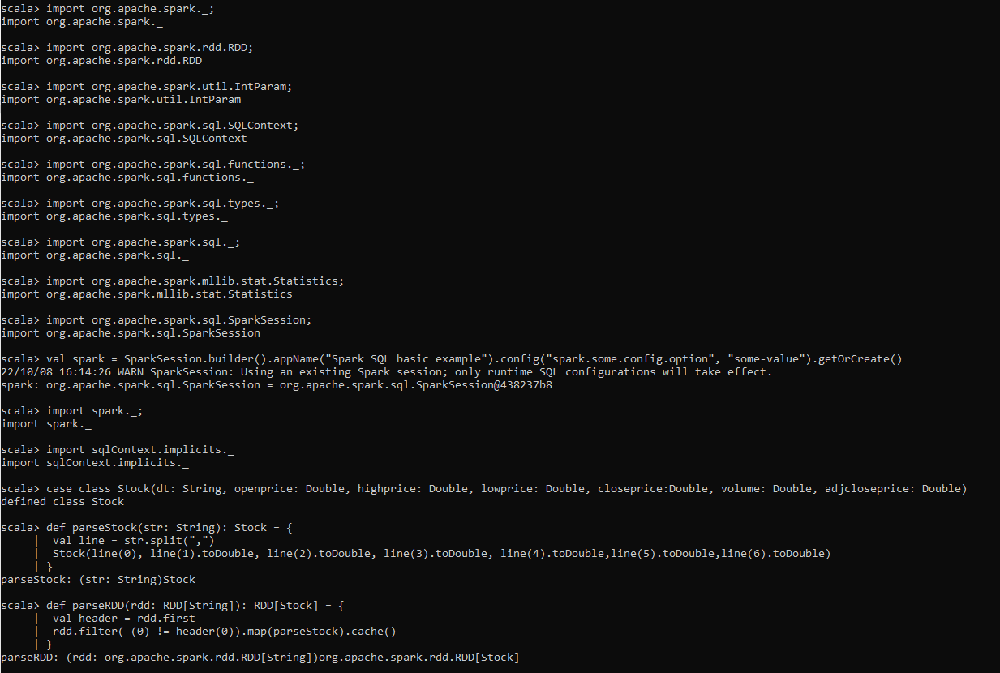 scala> import org.apache.spark._;
import org.apache.spark._
scala> import org.apache.spark.rdd.RDD;
import org.apache.spark.rdd.RDD
scala> import org.apache.spark.util.IntParam;
import org.apache.spark.util.IntParam
scala> import org.apache.spark.sql.SQLContext;
import org.apache.spark.sql.SQLContext
scala> import org.apache.spark.sql.functions._;
import org.apache.spark.sql.functions._
scala> import org.apache.spark.sql.types._;
import org.apache.spark.sql.types._
scala> import org.apache.spark.sql._;
import org.apache.spark.sql._
scala> import org.apache.spark.mllib.stat.Statistics;
import org.apache.spark.mllib.stat.Statistics
scala> import org.apache.spark.sql.SparkSession;
import org.apache.spark.sql.SparkSession
scala> val spark = SparkSession.builder().appName("Spark SQL basic example").config("spark.some.config.option", "some-value").getOrCreate()
22/10/08 16:14:26 WARN SparkSession: Using an existing Spark session; only runtime SQL configurations will take effect.
spark: org.apache.spark.sql.SparkSession = org.apache.spark.sql.SparkSession@438237b8
scala> import spark._;
import spark._
scala> import sqlContext.implicits._
import sqlContext.implicits._
scala> case class Stock(dt: String, openprice: Double, highprice: Double, lowprice: Double, closeprice:Double, volume: Double, adjcloseprice: Double)
defined class Stock
scala> def parseStock(str: String): Stock = {
     |  val line = str.split(",")
     |  Stock(line(0), line(1).toDouble, line(2).toDouble, line(3).toDouble, line(4).toDouble,line(5).toDouble,line(6).toDouble)
     | }
parseStock: (str: String)Stock
scala> def parseRDD(rdd: RDD[String]): RDD[Stock] = {
     |  val header = rdd.first
     |  rdd.filter(_(0) != header(0)).map(parseStock).cache()
     | }
parseRDD: (rdd: org.apache.spark.rdd.RDD[String])org.apache.spark.rdd.RDD[Stock]